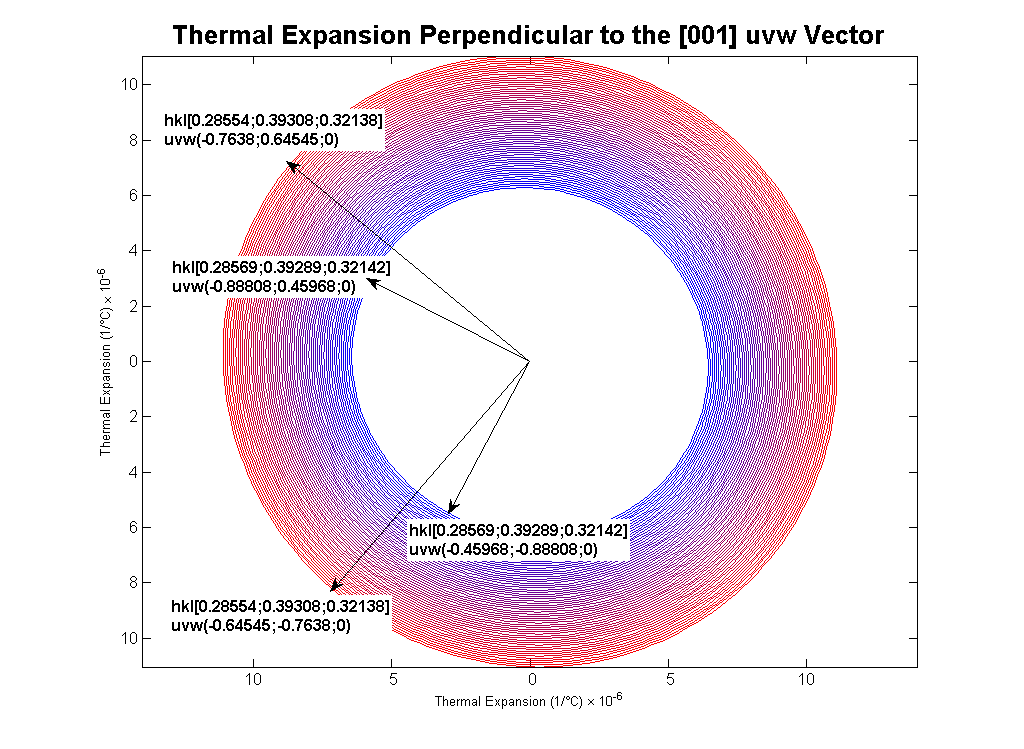 Thermal Expansion Perpendicular to the [001] uvw Vector
10
8
6
4
2
0
2
4
6
8
10
Thermal Expansion (1/°C) × 10^-6
hkl[0.28554;0.39308;0.32138]
uvw(-0.7638;0.64545;0)
hkl[0.28569;0.39289;0.32142]
uvw(-0.88808;0.45968;0)
hkl[0.28569;0.39289;0.32142]
uvw(-0.45968;-0.88808;0)
hkl[0.28554;0.39308;0.32138]
uvw(-0.64545;-0.7638;0)
10 5 0 5 10
Thermal Expansion (1/°C) × 10^-6